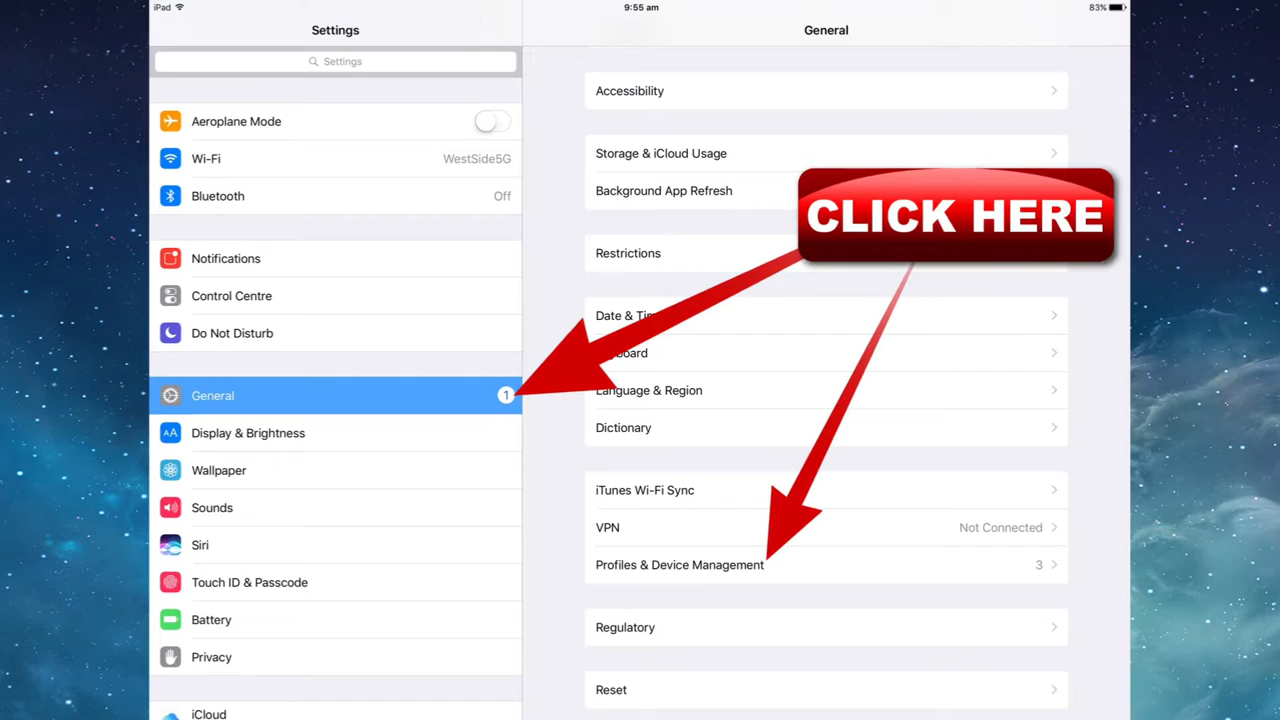 iPad
9:55 am
83%
Settings
General
Settings
Aeroplane Mode
Wi-Fi
WestSide5G
Bluetooth
Off
Notifications
Control Centre
Do Not Disturb
General
1
Display & Brightness
AA
Wallpaper
Sounds
Siri
Touch ID & Passcode
Battery
Privacy
iCloud
Accessibility
Storage & iCloud Usage
Background App Refresh
CLICK HERE
Restrictions
Date &
Language & Region
Dictionary
iTunes Wi-Fi Sync
VPN
Not Connected
Profiles & Device Management
3
Regulatory
Reset